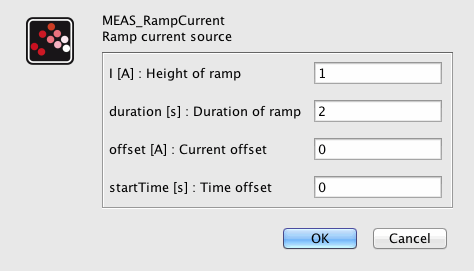 MEAS_RampCurrent
Ramp current source
I [A] : Height of ramp 1
duration [s] : Duration of ramp 2
offset [A] : Current offset 0
startTime [s] : Time offset 0
OK Cancel